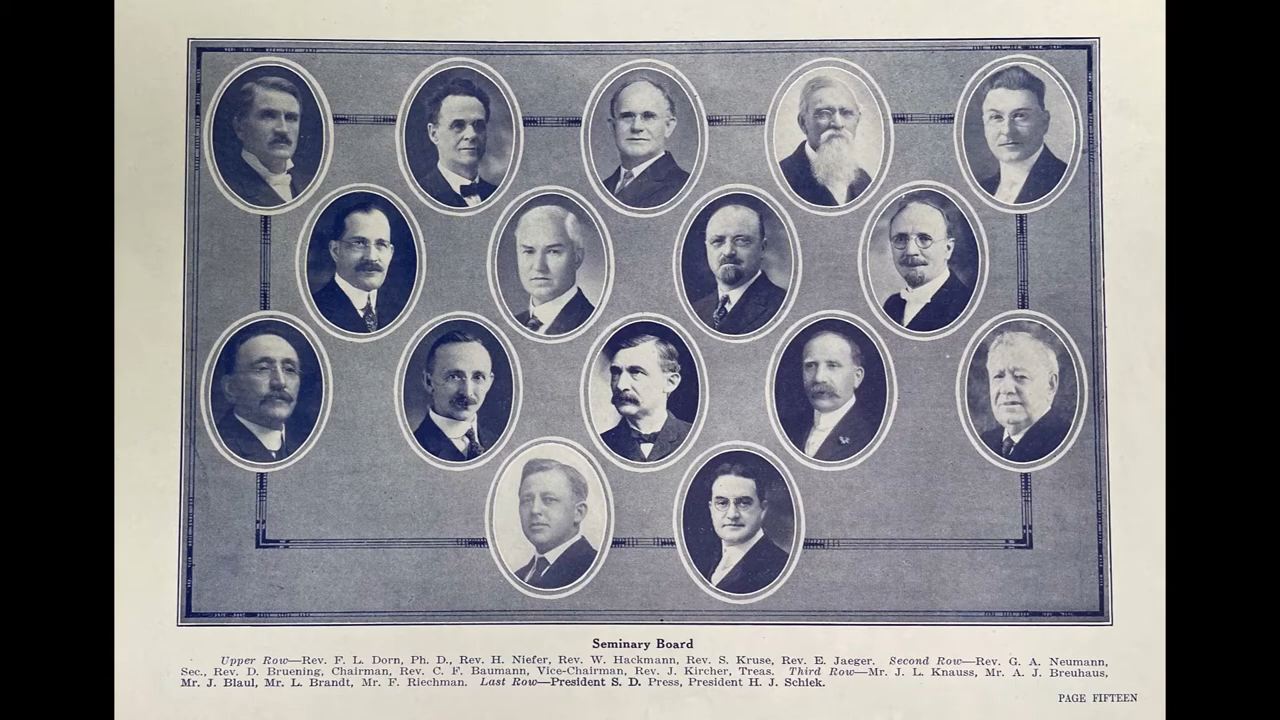 Seminary Board
Upper Row—Rev. F. L. Dorn, Ph. D., Rev. H. Niefer, Rev. W. Hackmann, Rev. S. Kruse, Rev. E. Jaeger. Second Row—Rev. G. A. Neumann,
Sec., Rev. D. Bruening, Chairman, Rev. C. F. Baumann, Vice-Chairman, Rev. J. Kircher, Treas. Third Row—Mr. J. L. Knauss, Mr. A. J. Breuhaus,
Mr. J. Blaul, Mr. L. Brandt, Mr. F. Riechman. Last Row—President S. D. Press, President H. J. Schiek.
PAGE FIFTEEN